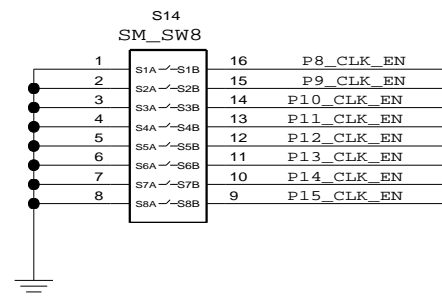 S14
SM_SW8
1 S1A S1B 16 P8_CLK_EN
2 S2A S2B 15 P9_CLK_EN
3 S3A S3B 14 P10_CLK_EN
4 S4A S4B 13 P11_CLK_EN
5 S5A S5B 12 P12_CLK_EN
6 S6A S6B 11 P13_CLK_EN
7 S7A S7B 10 P14_CLK_EN
8 S8A S8B 9 P15_CLK_EN